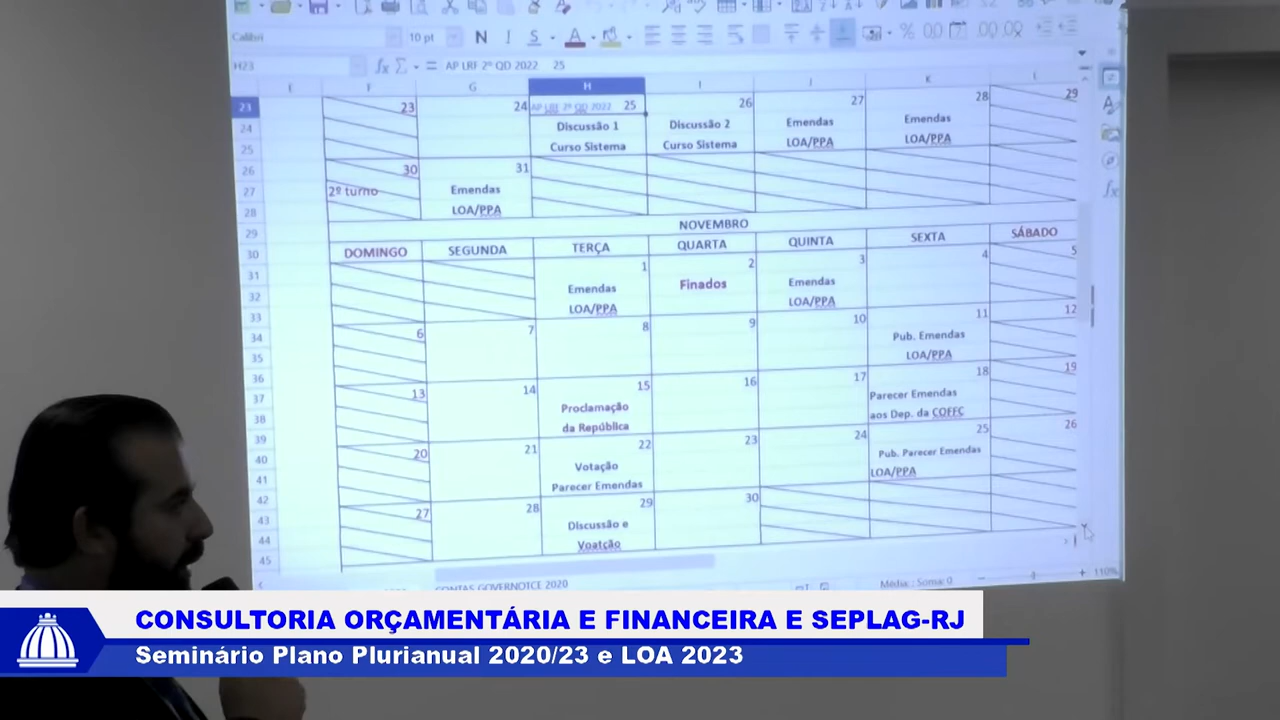 Calibri 10 pt N I S A % 0.0 00.0
H23 fx Σ = AP LRF 2º QD 2022 25
E F G H I J K L
23 23 24 AP LRF 2º QD 2022 25 26 27 28 29
24 Discussão 1 Discussão 2 Emendas Emendas
25 Curso Sistema Curso Sistema LOA/PPA LOA/PPA
26 30 31
27 2º turno Emendas
28 LOA/PPA
29 NOVEMBRO
30 DOMINGO SEGUNDA TERÇA QUARTA QUINTA SEXTA SÁBADO
31 1 2 3 4 5
32 Emendas Finados Emendas
33 LOA/PPA LOA/PPA
34 6 7 8 9 10 11 12
35 Pub. Emendas
36 LOA/PPA
37 13 14 15 16 17 18 19
38 Proclamação Parecer Emendas
39 da República aos Dep. da COFFC
40 20 21 22 23 24 25 26
41 Votação Pub. Parecer Emendas
42 Parecer Emendas LOA/PPA
43 27 28 29 30
44 Discussão e
45 Voatção
CONTAS GOVERNOTCE 2020 Média: ; Soma: 0 110%
CONSULTORIA ORÇAMENTÁRIA E FINANCEIRA E SEPLAG-RJ
Seminário Plano Plurianual 2020/23 e LOA 2023